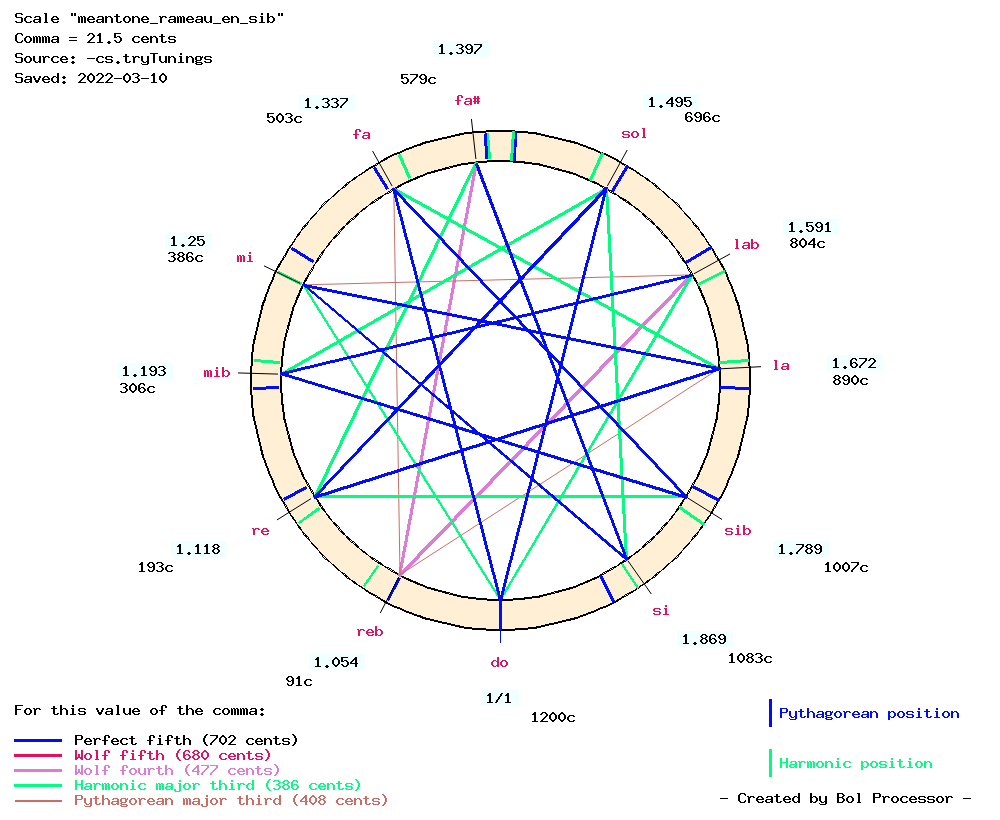 Scale "meantone_rameau_en_sib"
Comma = 21.5 cents
Source: -cs.tryTunings
Saved: 2022-03-10
1.397
579c
fa#
1.337
503c
fa
1.495
696c
sol
1.25
386c
mi
1.591
804c
lab
1.193
306c
mib
la
1.672
890c
re
1.118
193c
sib
1.789
1007c
reb
1.054
91c
si
1.869
1083c
do
1/1
1200c
For this value of the comma:
Perfect fifth (702 cents)
Wolf fifth (680 cents)
Wolf fourth (477 cents)
Harmonic major third (386 cents)
Pythagorean major third (408 cents)
Pythagorean position
Harmonic position
- Created by Bol Processor -